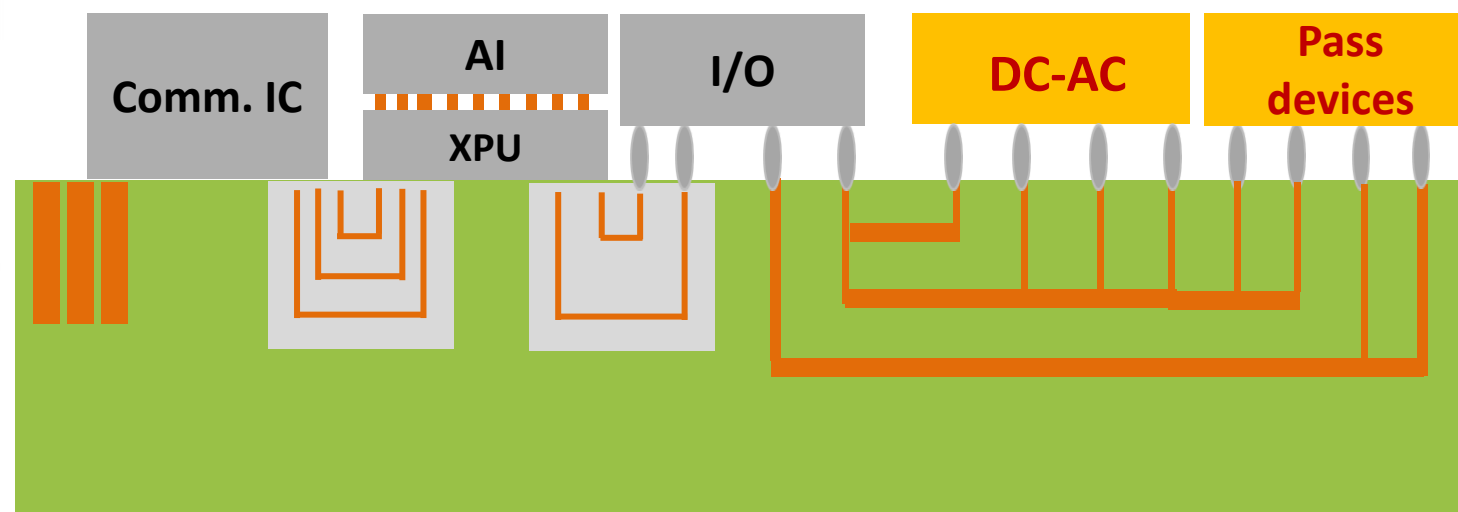 Comm. IC
AI
XPU
I/O
DC-AC
Pass
devices